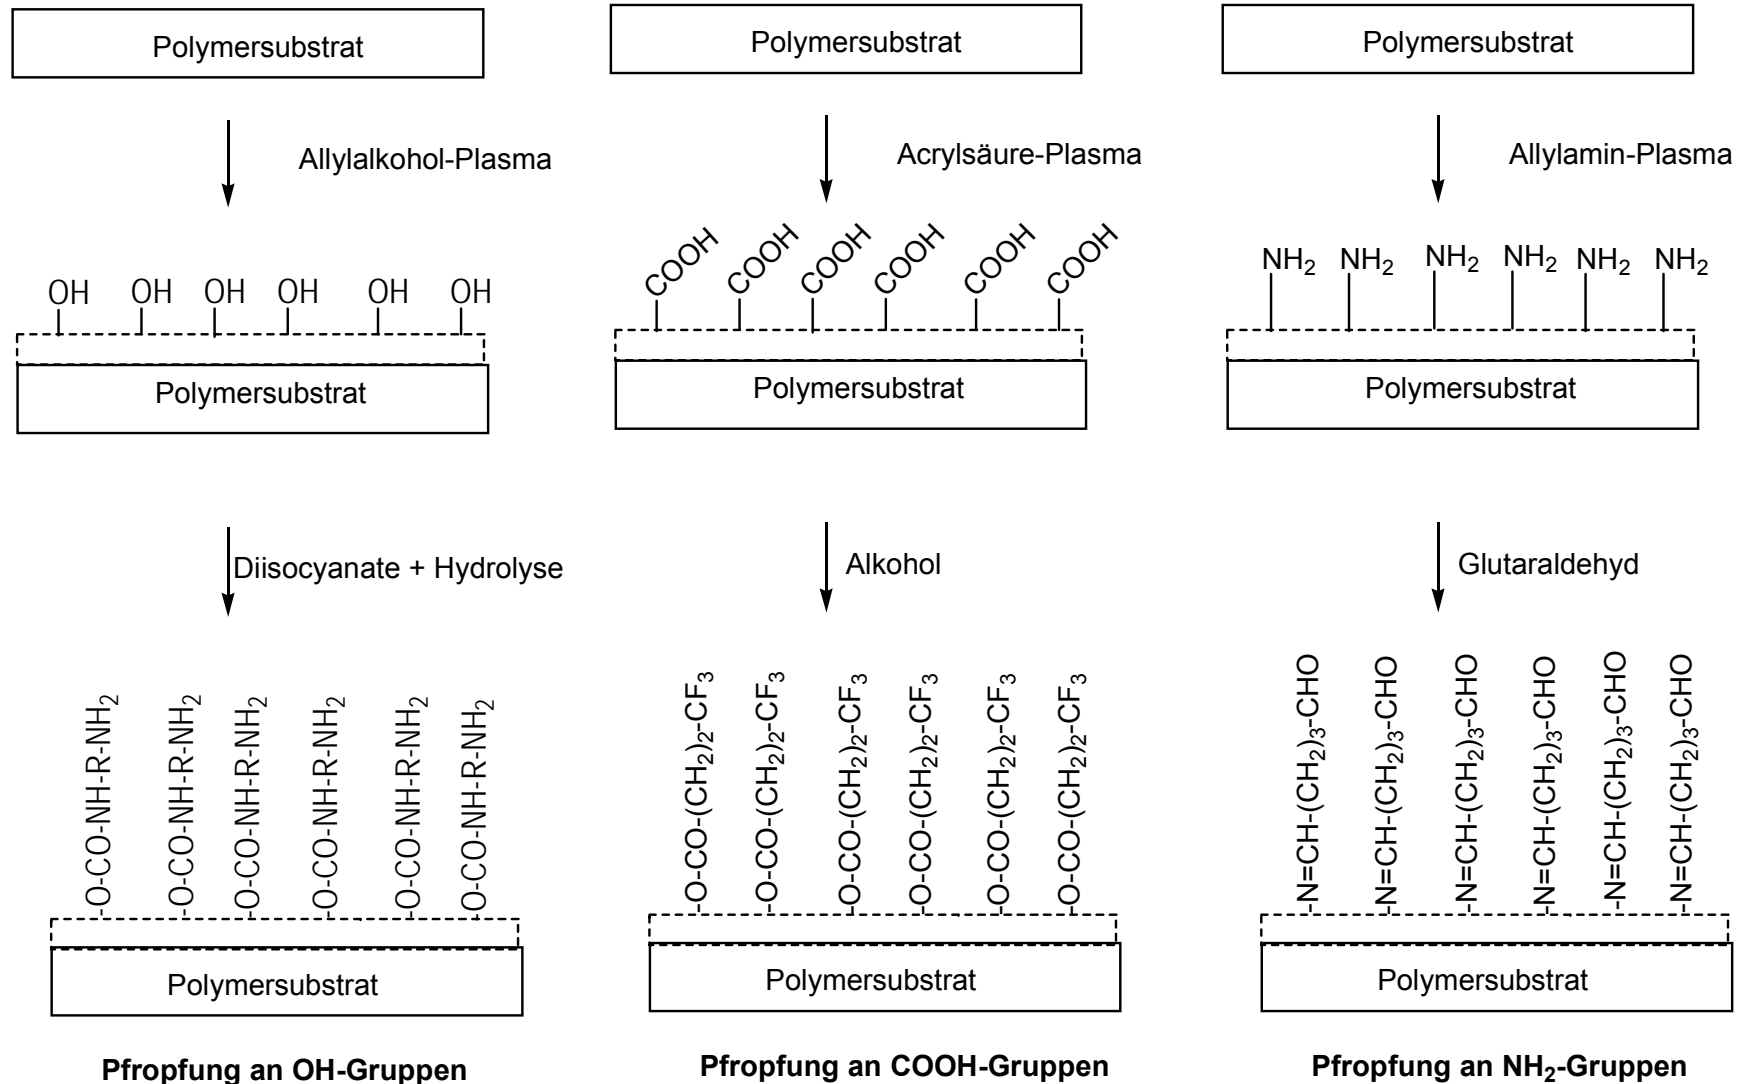 Polymersubstrat
Polymersubstrat
Polymersubstrat
Allylalkohol-Plasma
Acrylsäure-Plasma
Allylamin-Plasma
OH OH OH OH OH OH
COOH COOH COOH COOH COOH COOH
NH2 NH2 NH2 NH2 NH2 NH2
Polymersubstrat
Polymersubstrat
Polymersubstrat
Diisocyanate + Hydrolyse
Alkohol
Glutaraldehyd
-O-CO-NH-R-NH2
-O-CO-NH-R-NH2
-O-CO-NH-R-NH2
-O-CO-NH-R-NH2
-O-CO-NH-R-NH2
-O-CO-NH-R-NH2
-O-CO-(CH2)2-CF3
-O-CO-(CH2)2-CF3
-O-CO-(CH2)2-CF3
-O-CO-(CH2)2-CF3
-O-CO-(CH2)2-CF3
-O-CO-(CH2)2-CF3
-N=CH-(CH2)3-CHO
-N=CH-(CH2)3-CHO
-N=CH-(CH2)3-CHO
-N=CH-(CH2)3-CHO
-N=CH-(CH2)3-CHO
-N=CH-(CH2)3-CHO
Polymersubstrat
Polymersubstrat
Polymersubstrat
Pfropfung an OH-Gruppen
Pfropfung an COOH-Gruppen
Pfropfung an NH2-Gruppen